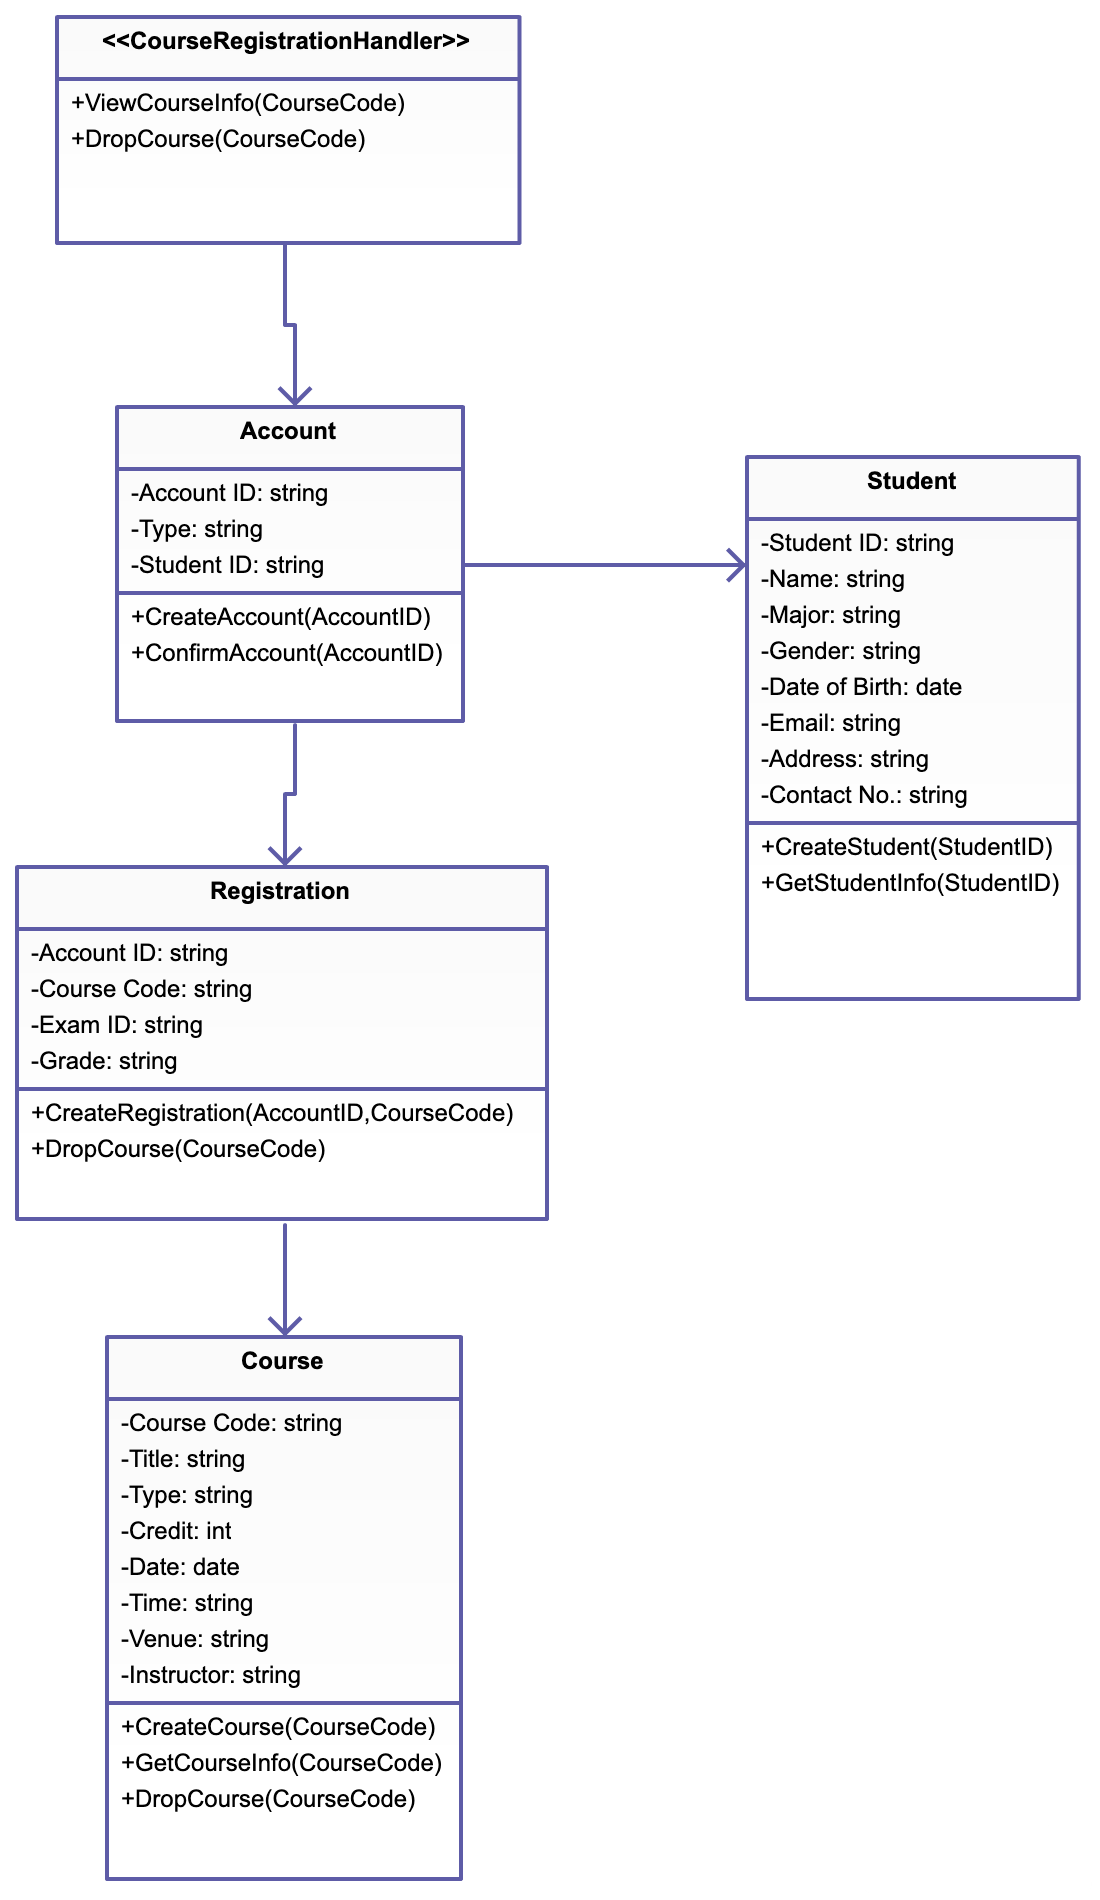 <<CourseRegistrationHandler>>
+ViewCourseInfo(CourseCode)
+DropCourse(CourseCode)
Account
-Account ID: string
-Type: string
-Student ID: string
+CreateAccount(AccountID)
+ConfirmAccount(AccountID)
Student
-Student ID: string
-Name: string
-Major: string
-Gender: string
-Date of Birth: date
-Email: string
-Address: string
-Contact No.: string
+CreateStudent(StudentID)
+GetStudentInfo(StudentID)
Registration
-Account ID: string
-Course Code: string
-Exam ID: string
-Grade: string
+CreateRegistration(AccountID,CourseCode)
+DropCourse(CourseCode)
Course
-Course Code: string
-Title: string
-Type: string
-Credit: int
-Date: date
-Time: string
-Venue: string
-Instructor: string
+CreateCourse(CourseCode)
+GetCourseInfo(CourseCode)
+DropCourse(CourseCode)